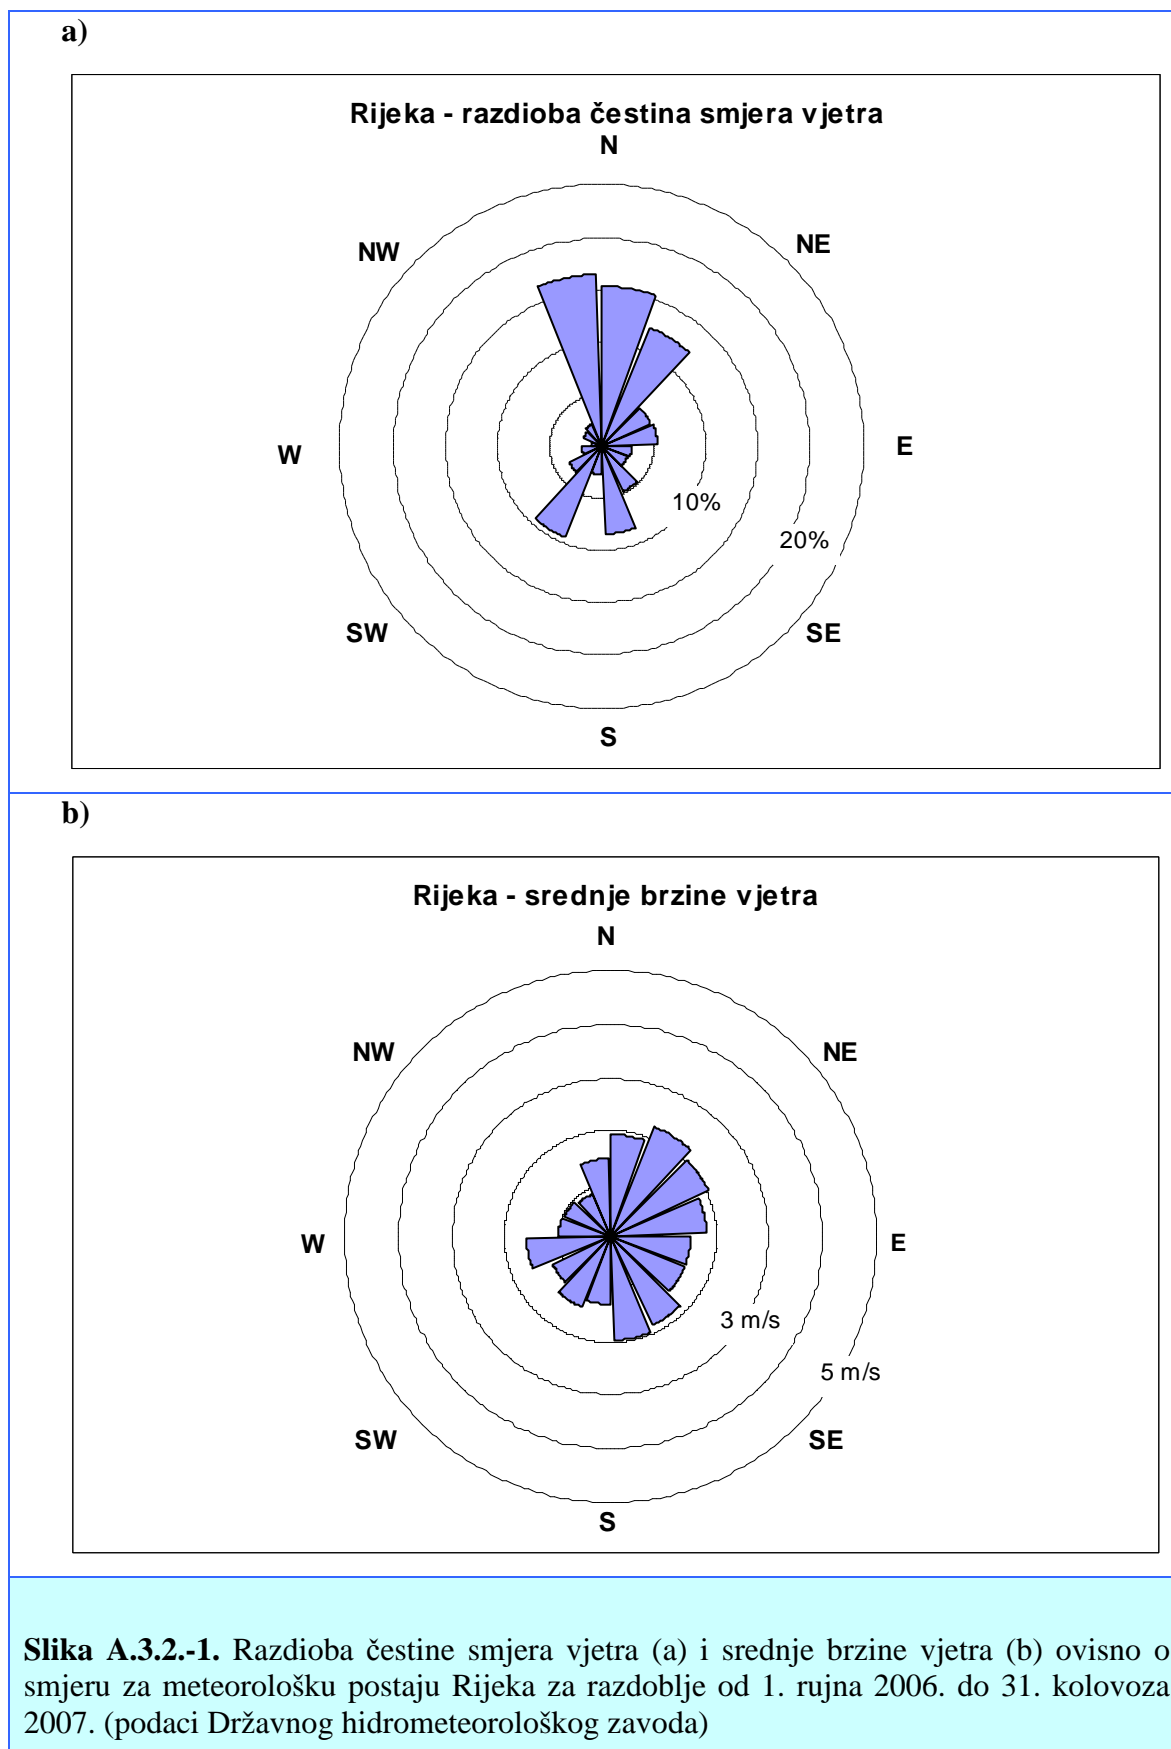 a)
Rijeka - razdioba čestina smjera vjetra
N
NW
NE
W
E
10%
20%
SW
SE
S
b)
Rijeka - srednje brzine vjetra
N
NW
NE
W
E
3 m/s
5 m/s
SW
SE
S
Slika A.3.2.-1. Razdioba čestine smjera vjetra (a) i srednje brzine vjetra (b) ovisno o
smjeru za meteorološku postaju Rijeka za razdoblje od 1. rujna 2006. do 31. kolovoza
2007. (podaci Državnog hidrometeorološkog zavoda)